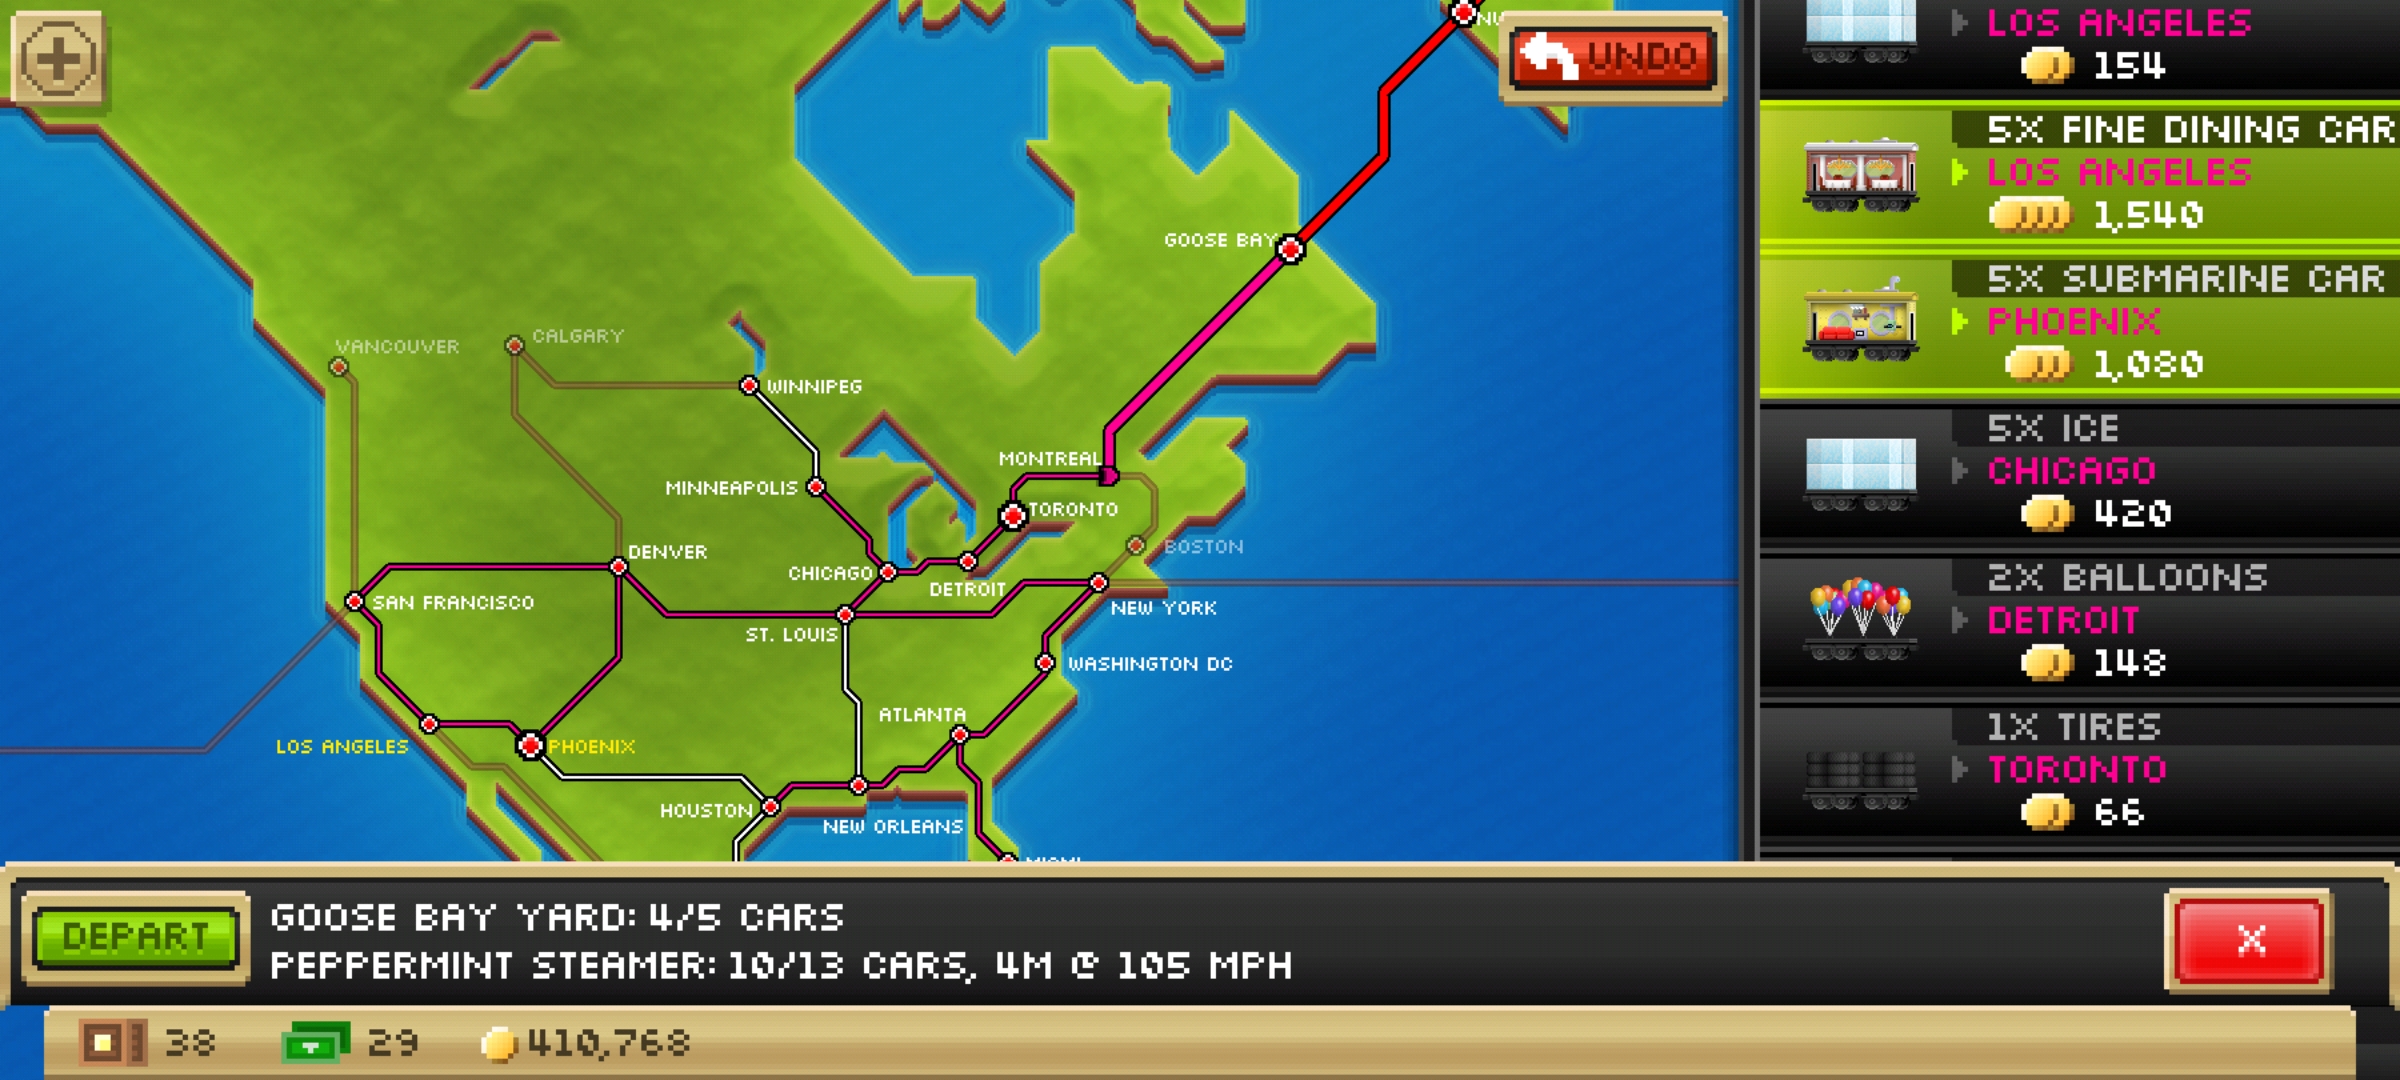 UNDO
VANCOUVER
CALGARY
WINNIPEG
GOOSE BAY
MONTREAL
MINNEAPOLIS
TORONTO
DENVER
BOSTON
CHICAGO
DETROIT
SAN FRANCISCO
NEW YORK
ST. LOUIS
WASHINGTON DC
ATLANTA
LOS ANGELES
PHOENIX
HOUSTON
NEW ORLEANS
LOS ANGELES
154
5X FINE DINING CAR
LOS ANGELES
1,540
5X SUBMARINE CAR
PHOENIX
1,080
5X ICE
CHICAGO
420
2X BALLOONS
DETROIT
148
1X TIRES
TORONTO
66
DEPART
GOOSE BAY YARD: 4/5 CARS
PEPPERMINT STEAMER: 10/13 CARS, 4M @ 105 MPH
X
38
29
410,768